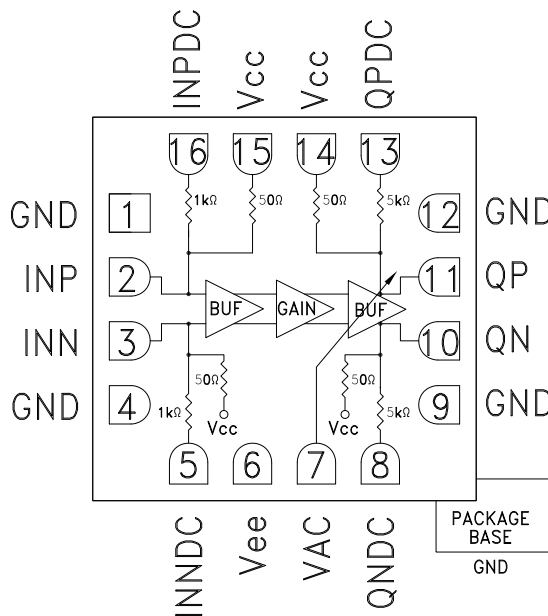 INPDC
Vcc
Vcc
QPDC
16
15
14
13
1kΩ
50Ω
50Ω
5kΩ
GND
1
12
GND
INP
2
11
QP
BUF
GAIN
BUF
INN
3
10
QN
50Ω
50Ω
GND
4
1kΩ
Vcc
Vcc
5kΩ
9
GND
5
6
7
8
INNDC
Vee
VAC
QNDC
PACKAGE
BASE
GND